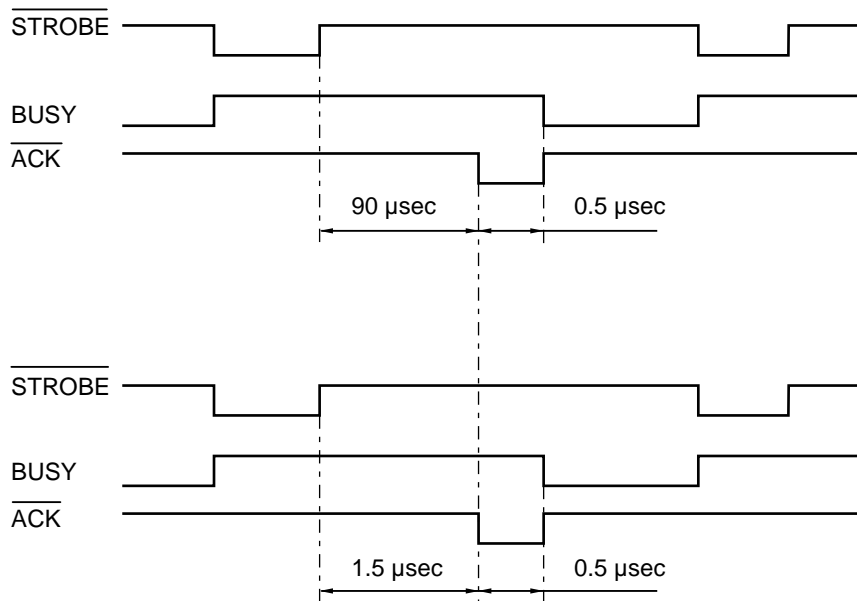 STROBE
BUSY
ACK
90 µsec 0.5 µsec
STROBE
BUSY
ACK
1.5 µsec 0.5 µsec